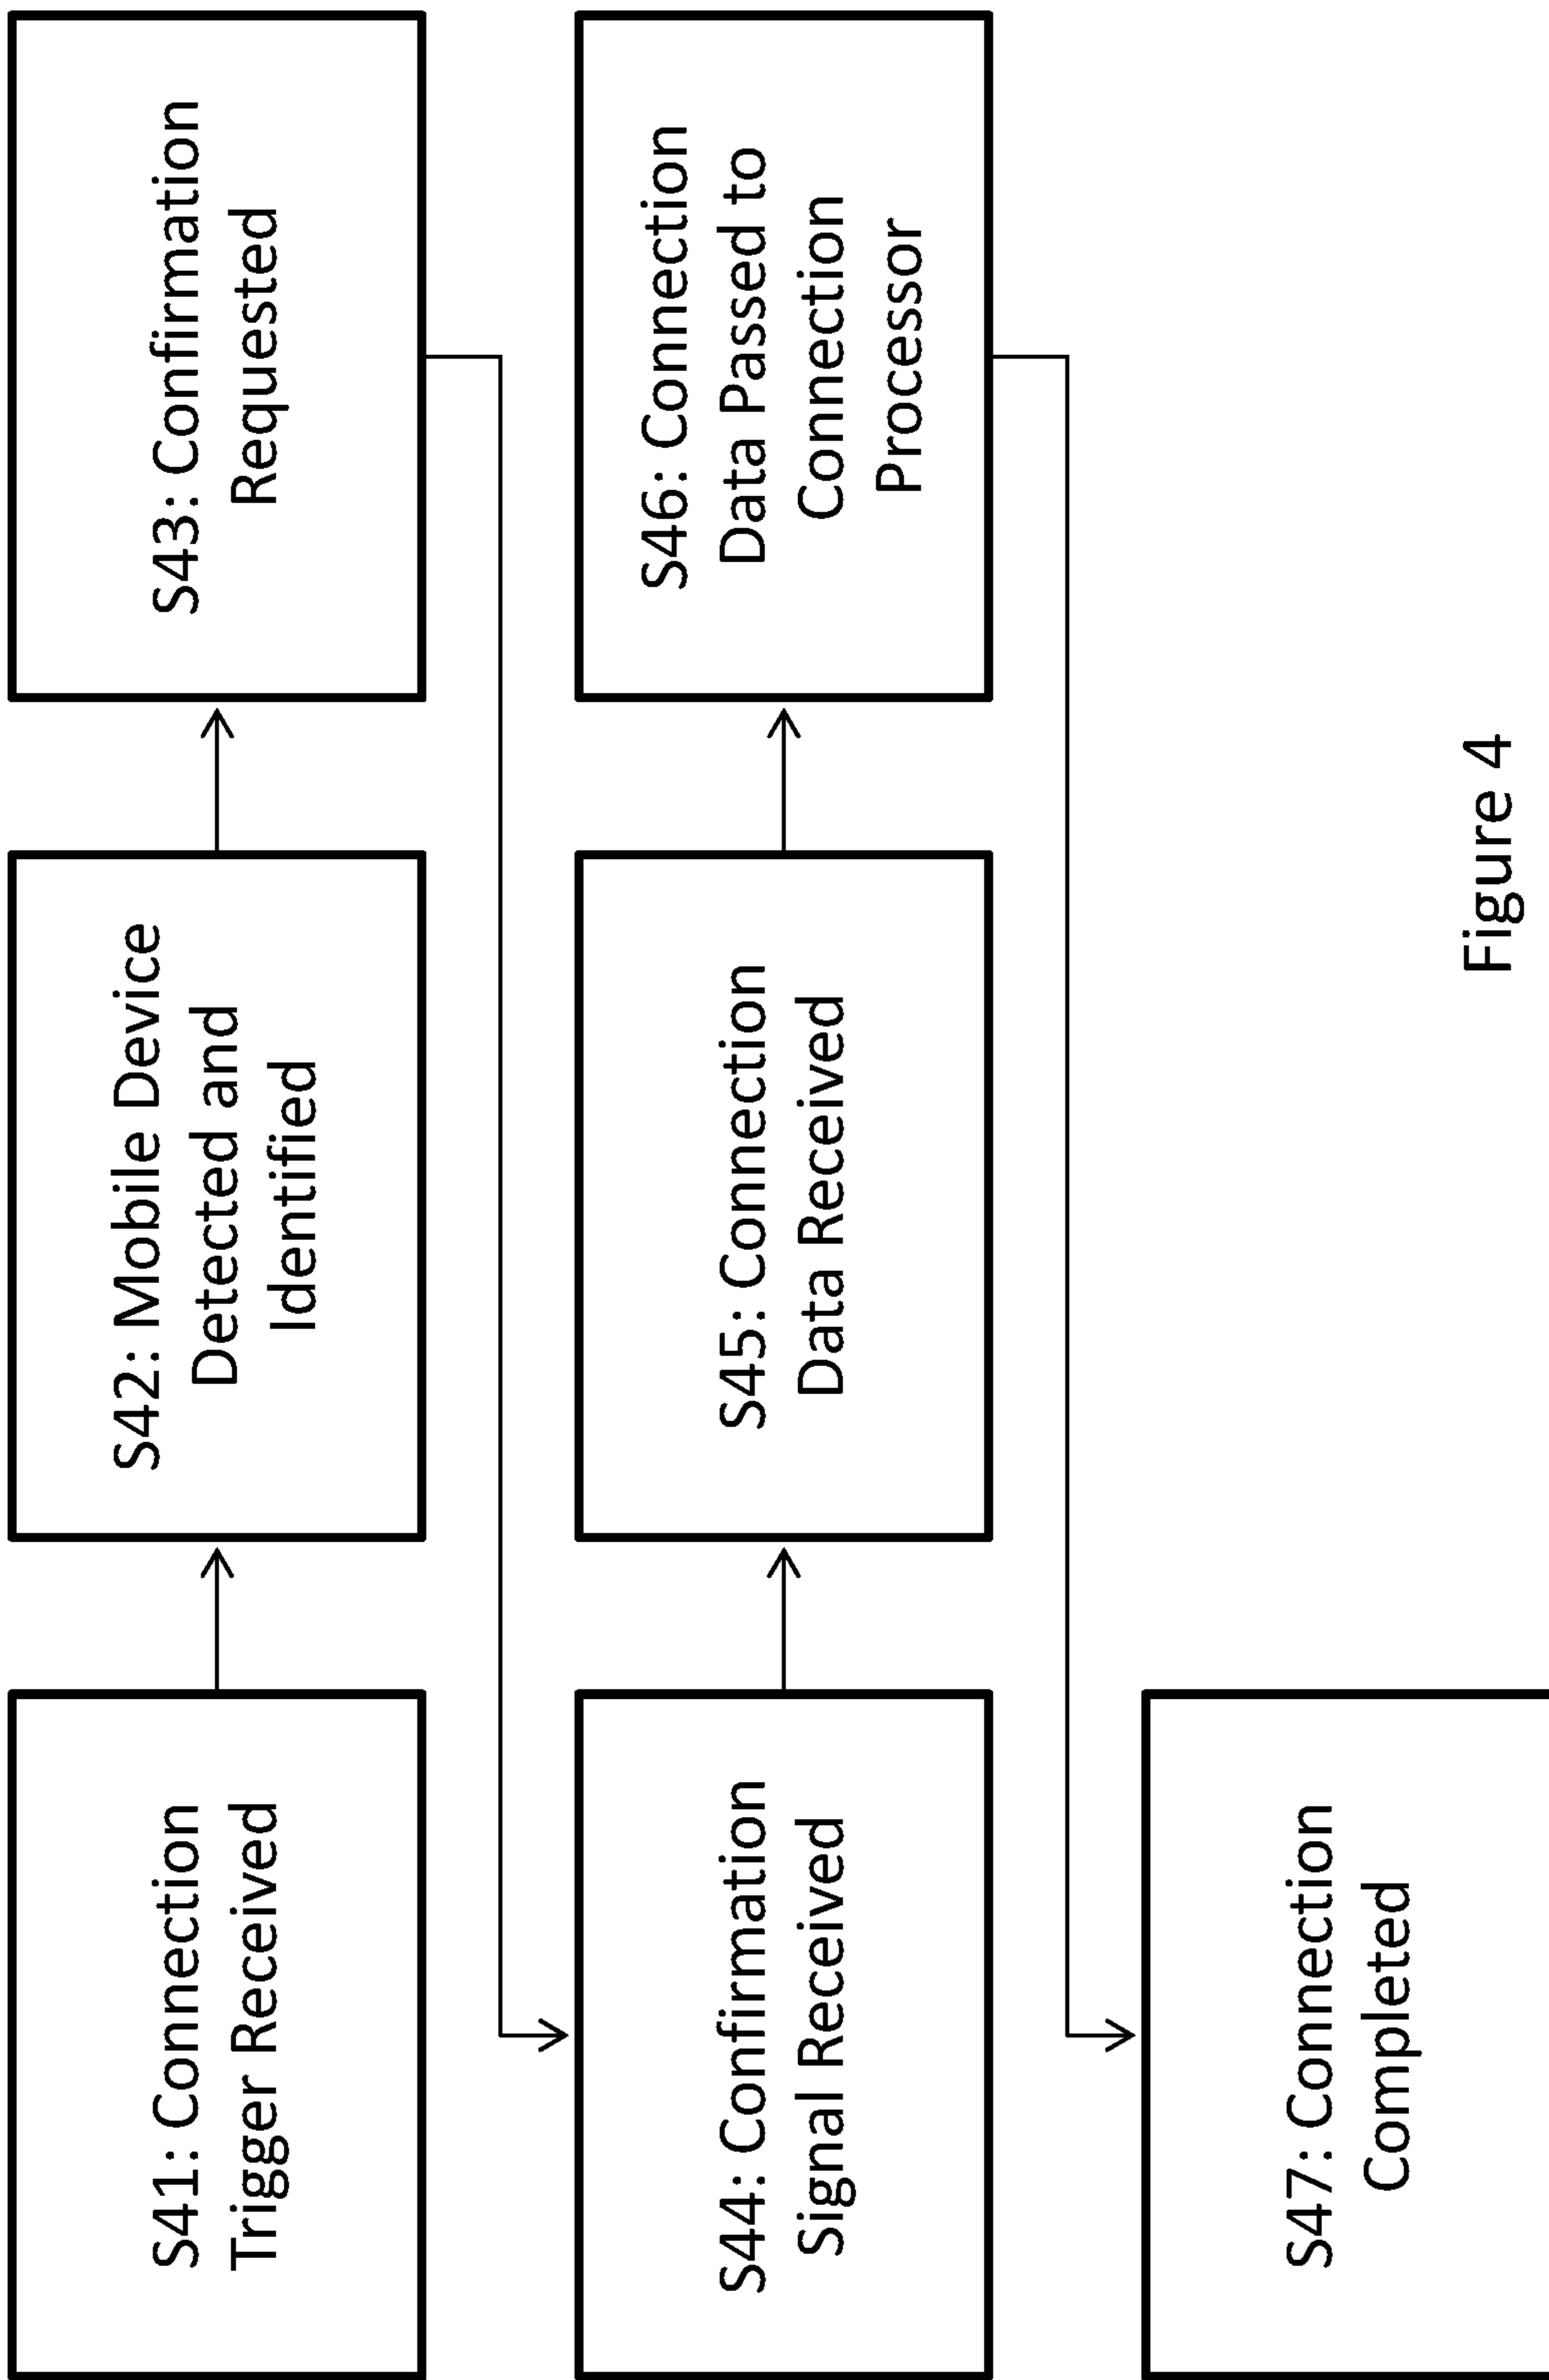 S41: Connection
Trigger Received
S42: Mobile Device
Detected and
Identified
S43: Confirmation
Requested
S44: Confirmation
Signal Received
S45: Connection
Data Received
S46: Connection
Data Passed to
Connection
Processor
S47: Connection
Completed
Figure 4